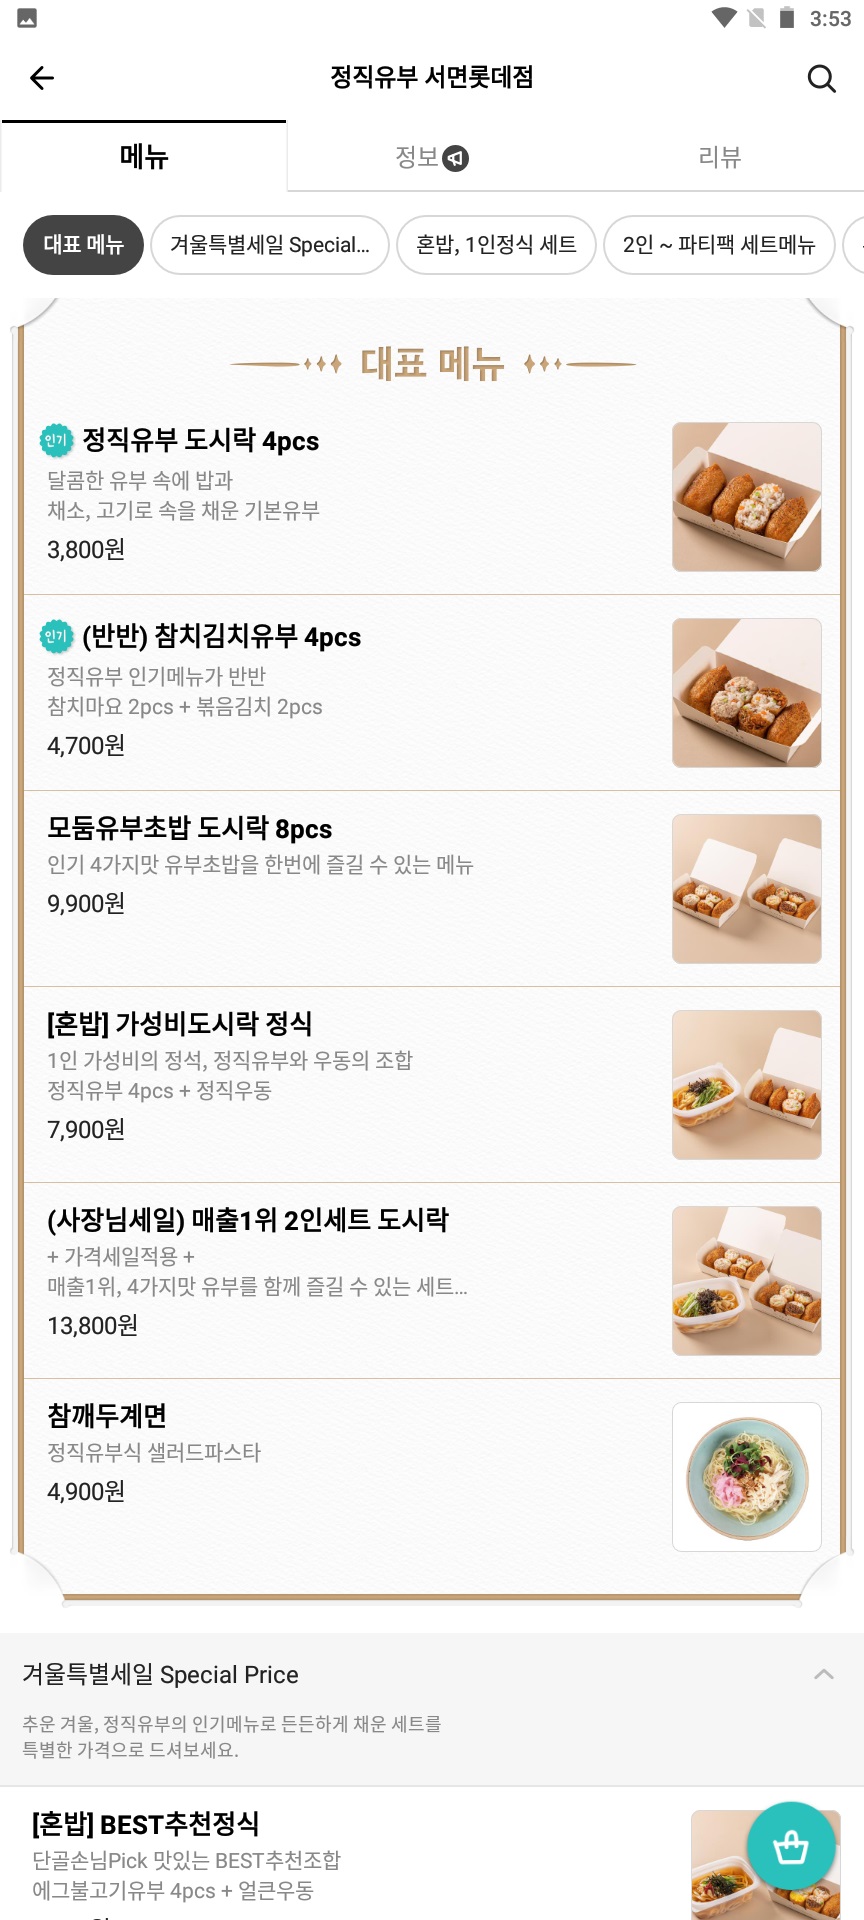 3:53
정직유부 서면롯데점
메뉴
정보
리뷰
대표 메뉴
겨울특별세일 Special...
혼밥, 1인정식 세트
2인 ~ 파티팩 세트메뉴
대표 메뉴
인기 정직유부 도시락 4pcs
달콤한 유부 속에 밥과
채소, 고기로 속을 채운 기본유부
3,800원
인기 (반반) 참치김치유부 4pcs
정직유부 인기메뉴가 반반
참치마요 2pcs + 볶음김치 2pcs
4,700원
모둠유부초밥 도시락 8pcs
인기 4가지맛 유부초밥을 한번에 즐길 수 있는 메뉴
9,900원
[혼밥] 가성비도시락 정식
1인 가성비의 정석, 정직유부와 우동의 조합
정직유부 4pcs + 정직우동
7,900원
(사장님세일) 매출1위 2인세트 도시락
+ 가격세일적용 +
매출1위, 4가지맛 유부를 함께 즐길 수 있는 세트...
13,800원
참깨두계면
정직유부식 샐러드파스타
4,900원
겨울특별세일 Special Price
추운 겨울, 정직유부의 인기메뉴로 든든하게 채운 세트를
특별한 가격으로 드셔보세요.
[혼밥] BEST추천정식
단골손님Pick 맛있는 BEST추천조합
에그불고기유부 4pcs + 얼큰우동